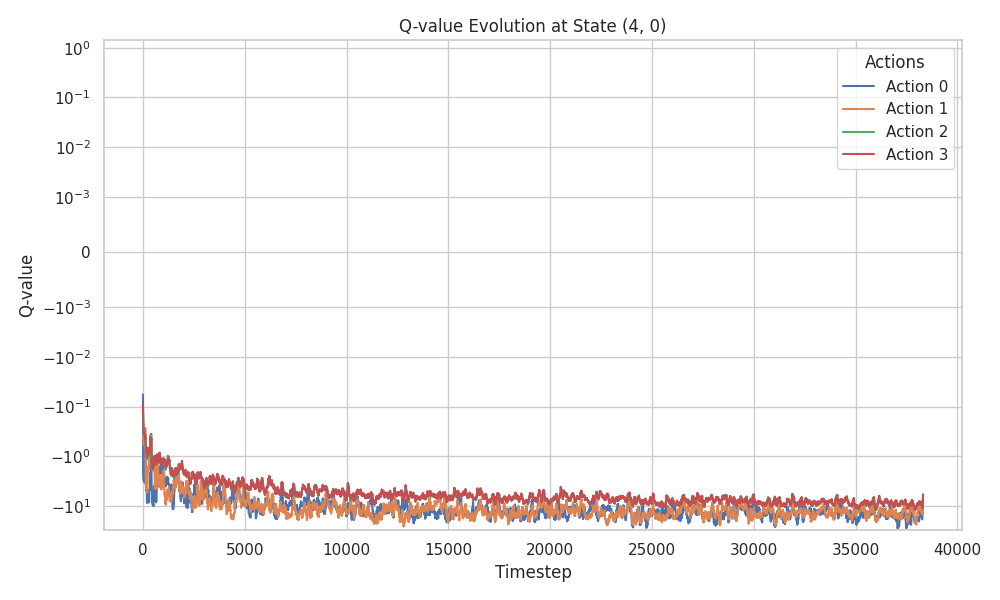 Q-value Evolution at State (4, 0)
Q-value
10⁰
10⁻¹
10⁻²
10⁻³
0
−10⁻³
−10⁻²
−10⁻¹
−10⁰
−10¹
Actions
Action 0
Action 1
Action 2
Action 3
0 5000 10000 15000 20000 25000 30000 35000 40000
Timestep